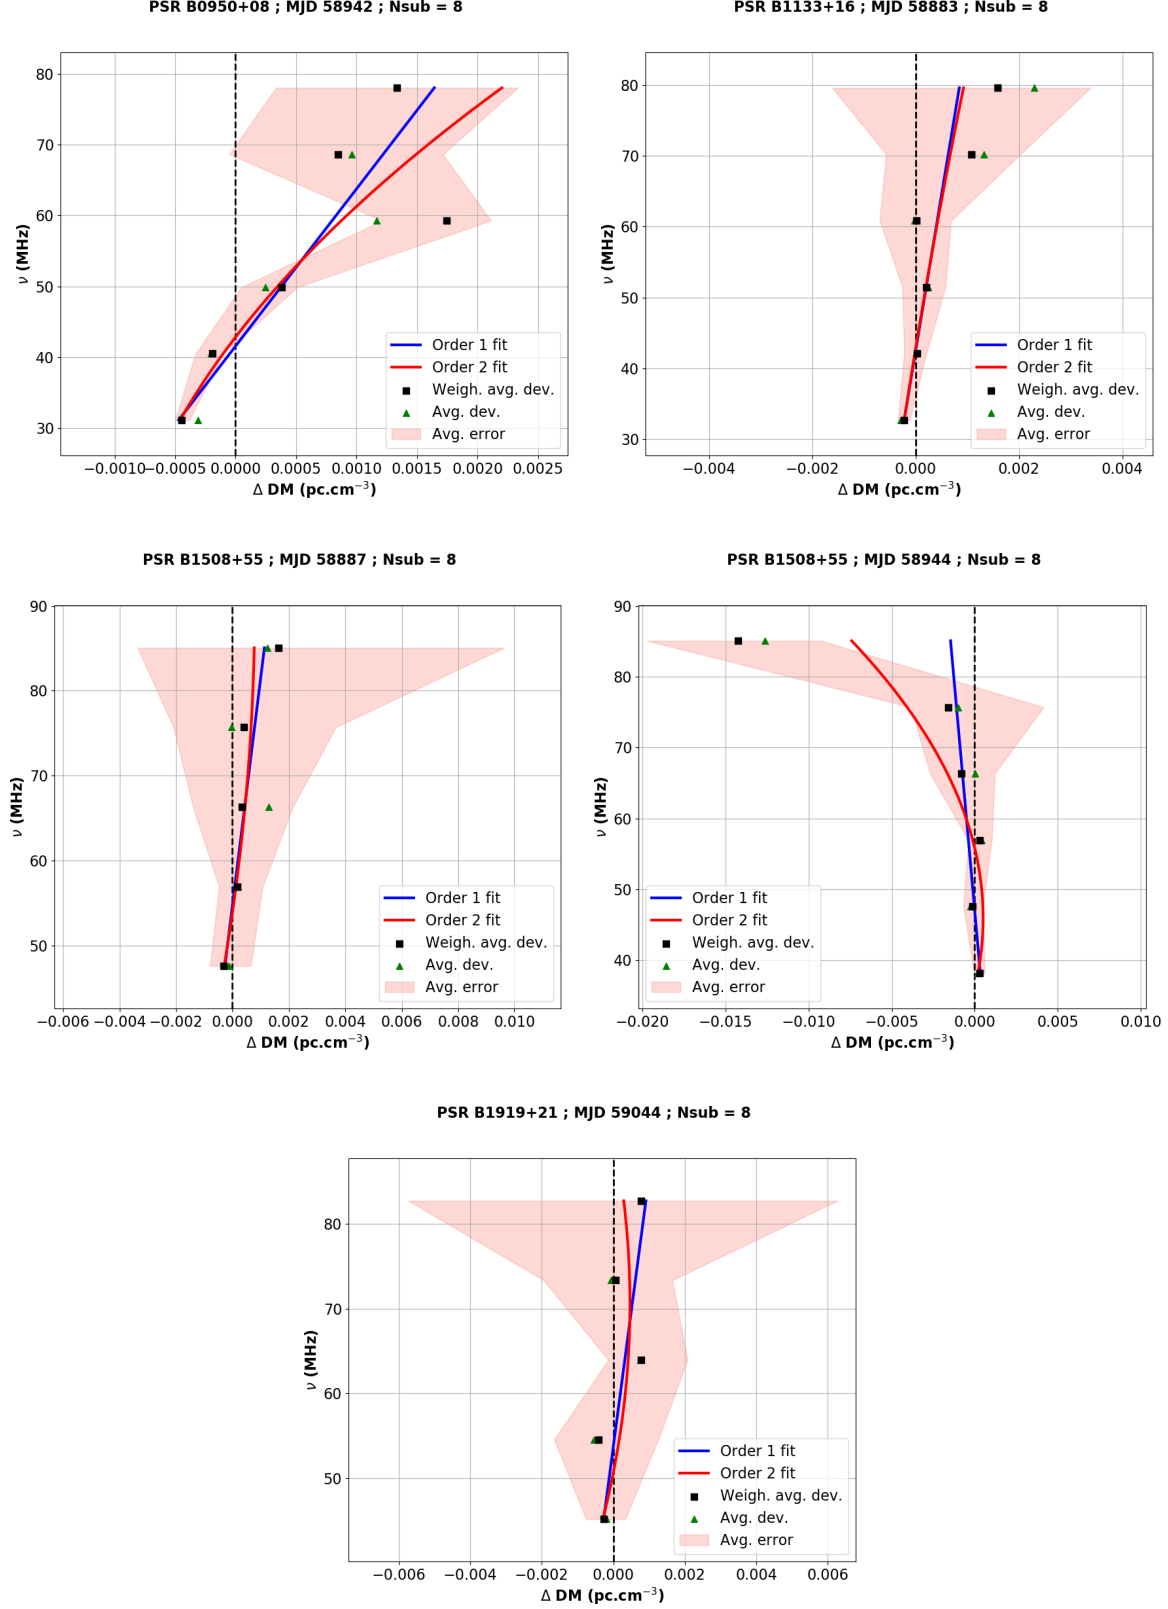 PSR B0950+08 ; MJD 58942 ; Nsub = 8
80
70
60
50
40
30
ν (MHz)
Order 1 fit
Order 2 fit
Weigh. avg. dev.
Avg. dev.
Avg. error
−0.0010 −0.0005 0.0000 0.0005 0.0010 0.0015 0.0020 0.0025
Δ DM (pc.cm⁻³)
PSR B1133+16 ; MJD 58883 ; Nsub = 8
80
70
60
50
40
30
ν (MHz)
Order 1 fit
Order 2 fit
Weigh. avg. dev.
Avg. dev.
Avg. error
−0.004 −0.002 0.000 0.002 0.004
Δ DM (pc.cm⁻³)
PSR B1508+55 ; MJD 58887 ; Nsub = 8
90
80
70
60
50
ν (MHz)
Order 1 fit
Order 2 fit
Weigh. avg. dev.
Avg. dev.
Avg. error
−0.006 −0.004 −0.002 0.000 0.002 0.004 0.006 0.008 0.010
Δ DM (pc.cm⁻³)
PSR B1508+55 ; MJD 58944 ; Nsub = 8
90
80
70
60
50
40
ν (MHz)
Order 1 fit
Order 2 fit
Weigh. avg. dev.
Avg. dev.
Avg. error
−0.020 −0.015 −0.010 −0.005 0.000 0.005 0.010
Δ DM (pc.cm⁻³)
PSR B1919+21 ; MJD 59044 ; Nsub = 8
80
70
60
50
ν (MHz)
Order 1 fit
Order 2 fit
Weigh. avg. dev.
Avg. dev.
Avg. error
−0.006 −0.004 −0.002 0.000 0.002 0.004 0.006
Δ DM (pc.cm⁻³)